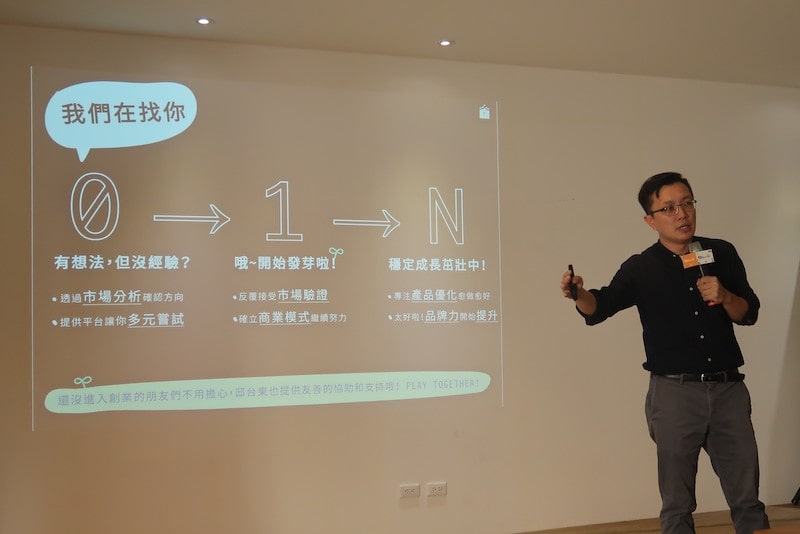 我們在找你
0 → 1 → N
有想法，但沒經驗？
• 透過市場分析確認方向
• 提供平台讓你多元嘗試
哦~開始發芽啦！
• 反覆接受市場驗證
• 確立商業模式繼續努力
穩定成長茁壯中！
• 專注產品優化愈做愈好
• 太好啦！品牌力開始提升
還沒進入創業的朋友們不用擔心，邸台東也提供友善的協助和支持哦！ PLAY TOGETHER!